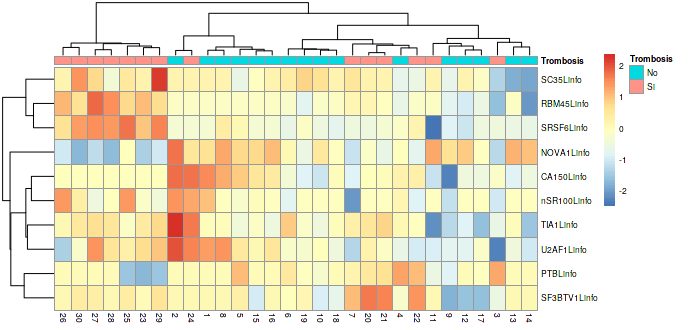 Trombosis
SC35Linfo
RBM45Linfo
SRSF6Linfo
NOVA1Linfo
CA150Linfo
nSR100Linfo
TIA1Linfo
U2AF1Linfo
PTBLinfo
SF3BTV1Linfo
26 30 27 28 25 23 29 2 24 1 8 5 15 16 6 19 10 18 7 20 21 4 22 11 9 12 17 3 13 14
2
1
0
-1
-2
Trombosis
No
Si